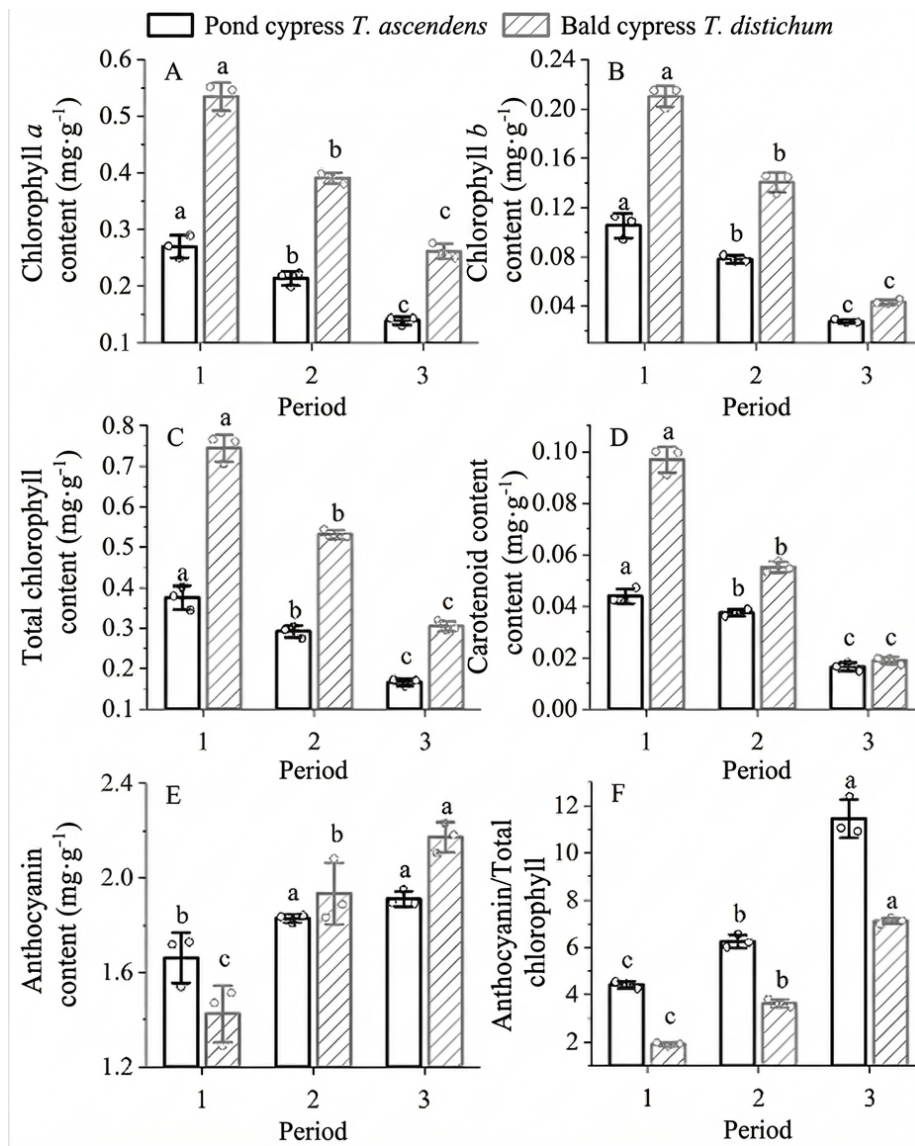 Pond cypress T. ascendens Bald cypress T. distichum
A
Chlorophyll a
content (mg·g⁻¹)
0.6
0.5
0.4
0.3
0.2
0.1
a
a
b
b
c
c
1 2 3
Period
B
Chlorophyll b
content (mg·g⁻¹)
0.24
0.20
0.16
0.12
0.08
0.04
a
a
b
b
c
c
1 2 3
Period
C
Total chlorophyll
content (mg·g⁻¹)
0.8
0.7
0.6
0.5
0.4
0.3
0.2
0.1
a
a
b
b
c
c
1 2 3
Period
D
Carotenoid content
content (mg·g⁻¹)
0.10
0.08
0.06
0.04
0.02
0.00
a
a
b
b
c
c
1 2 3
Period
E
Anthocyanin
content (mg·g⁻¹)
2.4
2.0
1.6
1.2
b
c
a
b
a
a
1 2 3
Period
F
Anthocyanin/Total
chlorophyll
12
10
8
6
4
2
c
c
b
b
a
a
1 2 3
Period